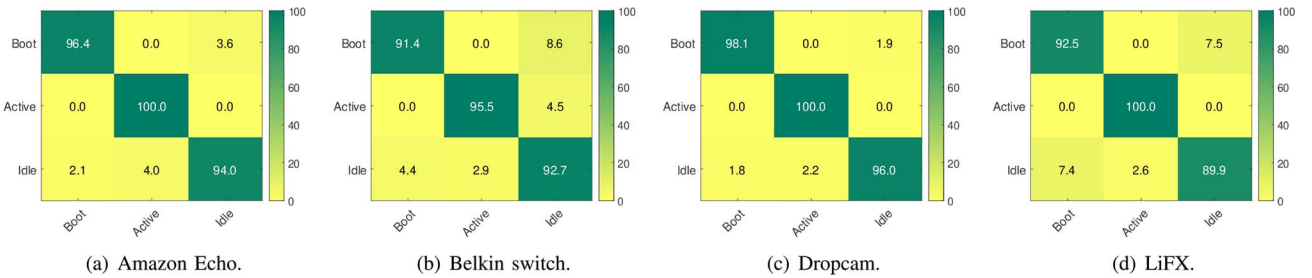 100
Boot 96.4 0.0 3.6
80
60
Active 0.0 100.0 0.0
40
Idle 2.1 4.0 94.0
20
0
Boot Active Idle
(a) Amazon Echo.
100
Boot 91.4 0.0 8.6
80
60
Active 0.0 95.5 4.5
40
Idle 4.4 2.9 92.7
20
0
Boot Active Idle
(b) Belkin switch.
100
Boot 98.1 0.0 1.9
80
60
Active 0.0 100.0 0.0
40
Idle 1.8 2.2 96.0
20
0
Boot Active Idle
(c) Dropcam.
100
Boot 92.5 0.0 7.5
80
60
Active 0.0 100.0 0.0
40
Idle 7.4 2.6 89.9
20
0
Boot Active Idle
(d) LiFX.